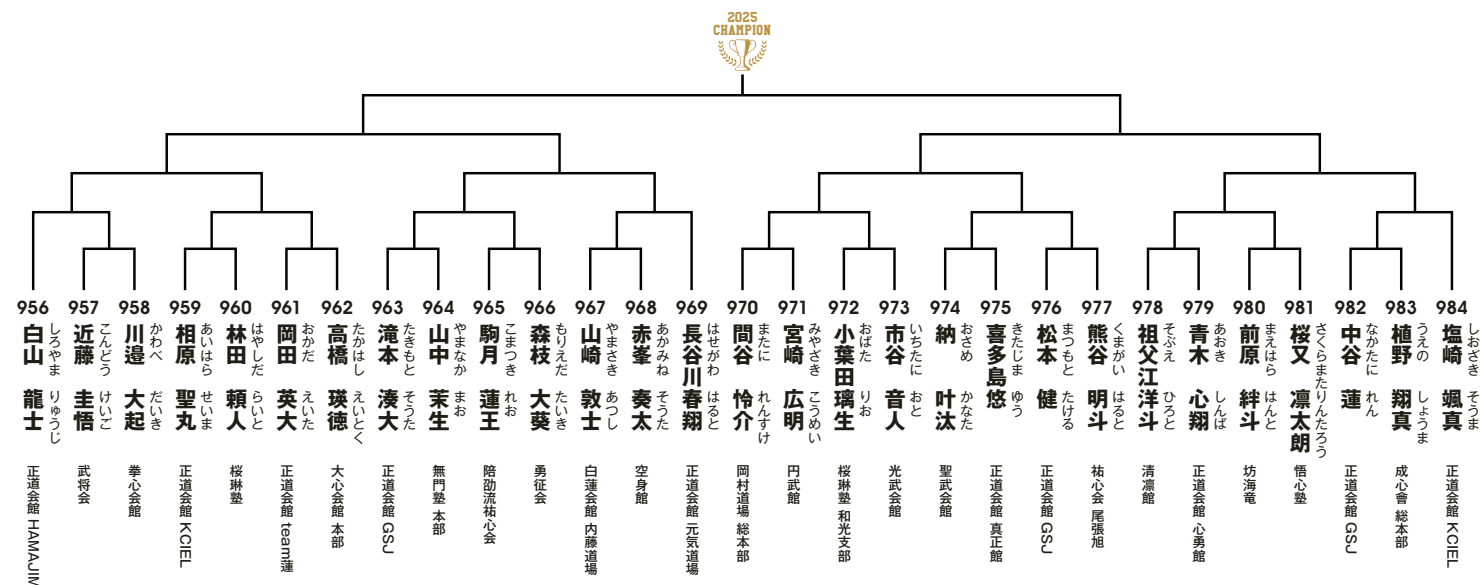 2025
CHAMPION
956
白山 龍士
しろやま りゅうじ
正道会館 HAMAJIM
957
近藤 圭悟
こんどう けいご
武将会
958
川邉 大起
かわべ だいき
拳心会館
959
相原 聖丸
あいはら せいま
正道会館 KCIEL
960
林田 頼人
はやしだ らいと
桜琳塾
961
岡田 英大
おかだ えいた
正道会館 team蓮
962
高橋 瑛徳
たかはし えいとく
大心会館 本部
963
滝本 湊大
たきもと そうた
正道会館 GSJ
964
山中 茉生
やまなか まお
無門塾 本部
965
駒月 蓮王
こまつき れお
陪劭流祐心会
966
森枝 大葵
もりえだ たいき
勇征会
967
山崎 敦士
やまさき あつし
白蓮会館 内藤道場
968
赤峯 奏太
あかみね そうた
空身館
969
長谷川 春翔
はせがわ はると
正道会館 元気道場
970
間谷 怜介
またに れんすけ
岡村道場 総本部
971
宮崎 広明
みやざき こうめい
円武館
972
小葉田 璃生
おばた りお
桜琳塾 和光支部
973
市谷 音人
いちたに おと
光武会館
974
納 叶汰
おさめ かなた
聖武会館
975
喜多島 悠
きたじま ゆう
正道会館 真正館
976
松本 健
まつもと たける
正道会館 GSJ
977
熊谷 明斗
くまがい はると
祐心会 尾張旭
978
祖父江 洋斗
そぶえ ひろと
清凛館
979
青木 心翔
あおき しんば
正道会館 心勇館
980
前原 絆斗
まえはら はんと
坊海竜
981
桜又 凛太朗
さくらまた りんたろう
悟心塾
982
中谷 蓮
なかたに れん
正道会館 GSJ
983
植野 翔真
うえの しょうま
成心會 総本部
984
塩崎 颯真
しおざき そうま
正道会館 KCIEL